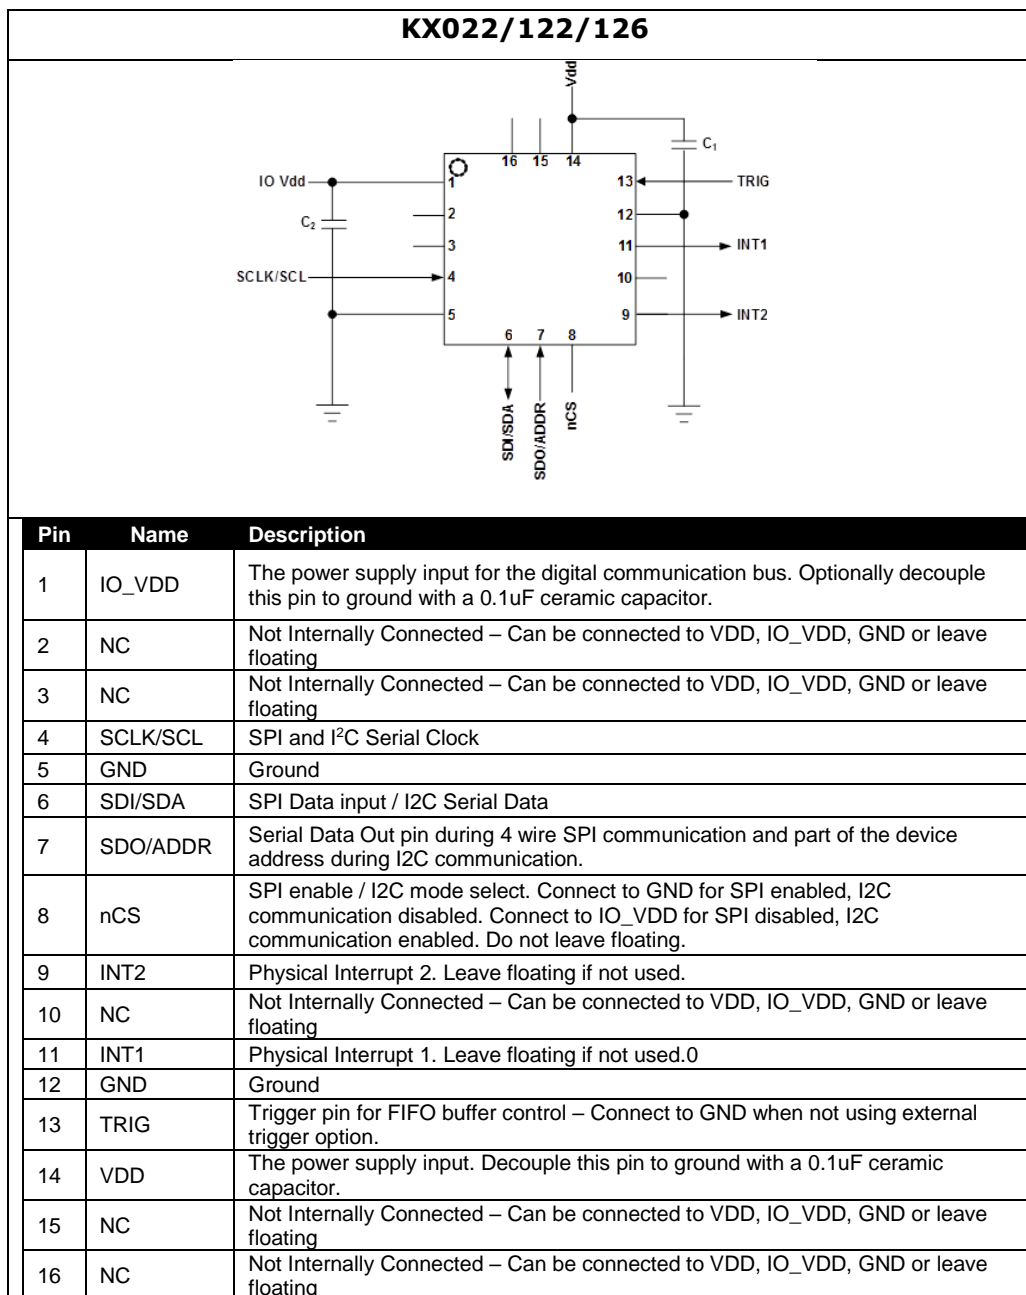 KX022/122/126
Vdd
16 15 14
C₁
IO Vdd
1
13
TRIG
C₂
2
12
3
11
INT1
SCLK/SCL
4
10
5
9
INT2
6 7 8
SDI/SDA
SDO/ADDR
nCS
Pin Name Description
1 IO_VDD The power supply input for the digital communication bus. Optionally decouple
this pin to ground with a 0.1uF ceramic capacitor.
2 NC Not Internally Connected – Can be connected to VDD, IO_VDD, GND or leave
floating
3 NC Not Internally Connected – Can be connected to VDD, IO_VDD, GND or leave
floating
4 SCLK/SCL SPI and I²C Serial Clock
5 GND Ground
6 SDI/SDA SPI Data input / I2C Serial Data
7 SDO/ADDR Serial Data Out pin during 4 wire SPI communication and part of the device
address during I2C communication.
8 nCS SPI enable / I2C mode select. Connect to GND for SPI enabled, I2C
communication disabled. Connect to IO_VDD for SPI disabled, I2C
communication enabled. Do not leave floating.
9 INT2 Physical Interrupt 2. Leave floating if not used.
10 NC Not Internally Connected – Can be connected to VDD, IO_VDD, GND or leave
floating
11 INT1 Physical Interrupt 1. Leave floating if not used.0
12 GND Ground
13 TRIG Trigger pin for FIFO buffer control – Connect to GND when not using external
trigger option.
14 VDD The power supply input. Decouple this pin to ground with a 0.1uF ceramic
capacitor.
15 NC Not Internally Connected – Can be connected to VDD, IO_VDD, GND or leave
floating
16 NC Not Internally Connected – Can be connected to VDD, IO_VDD, GND or leave
floating